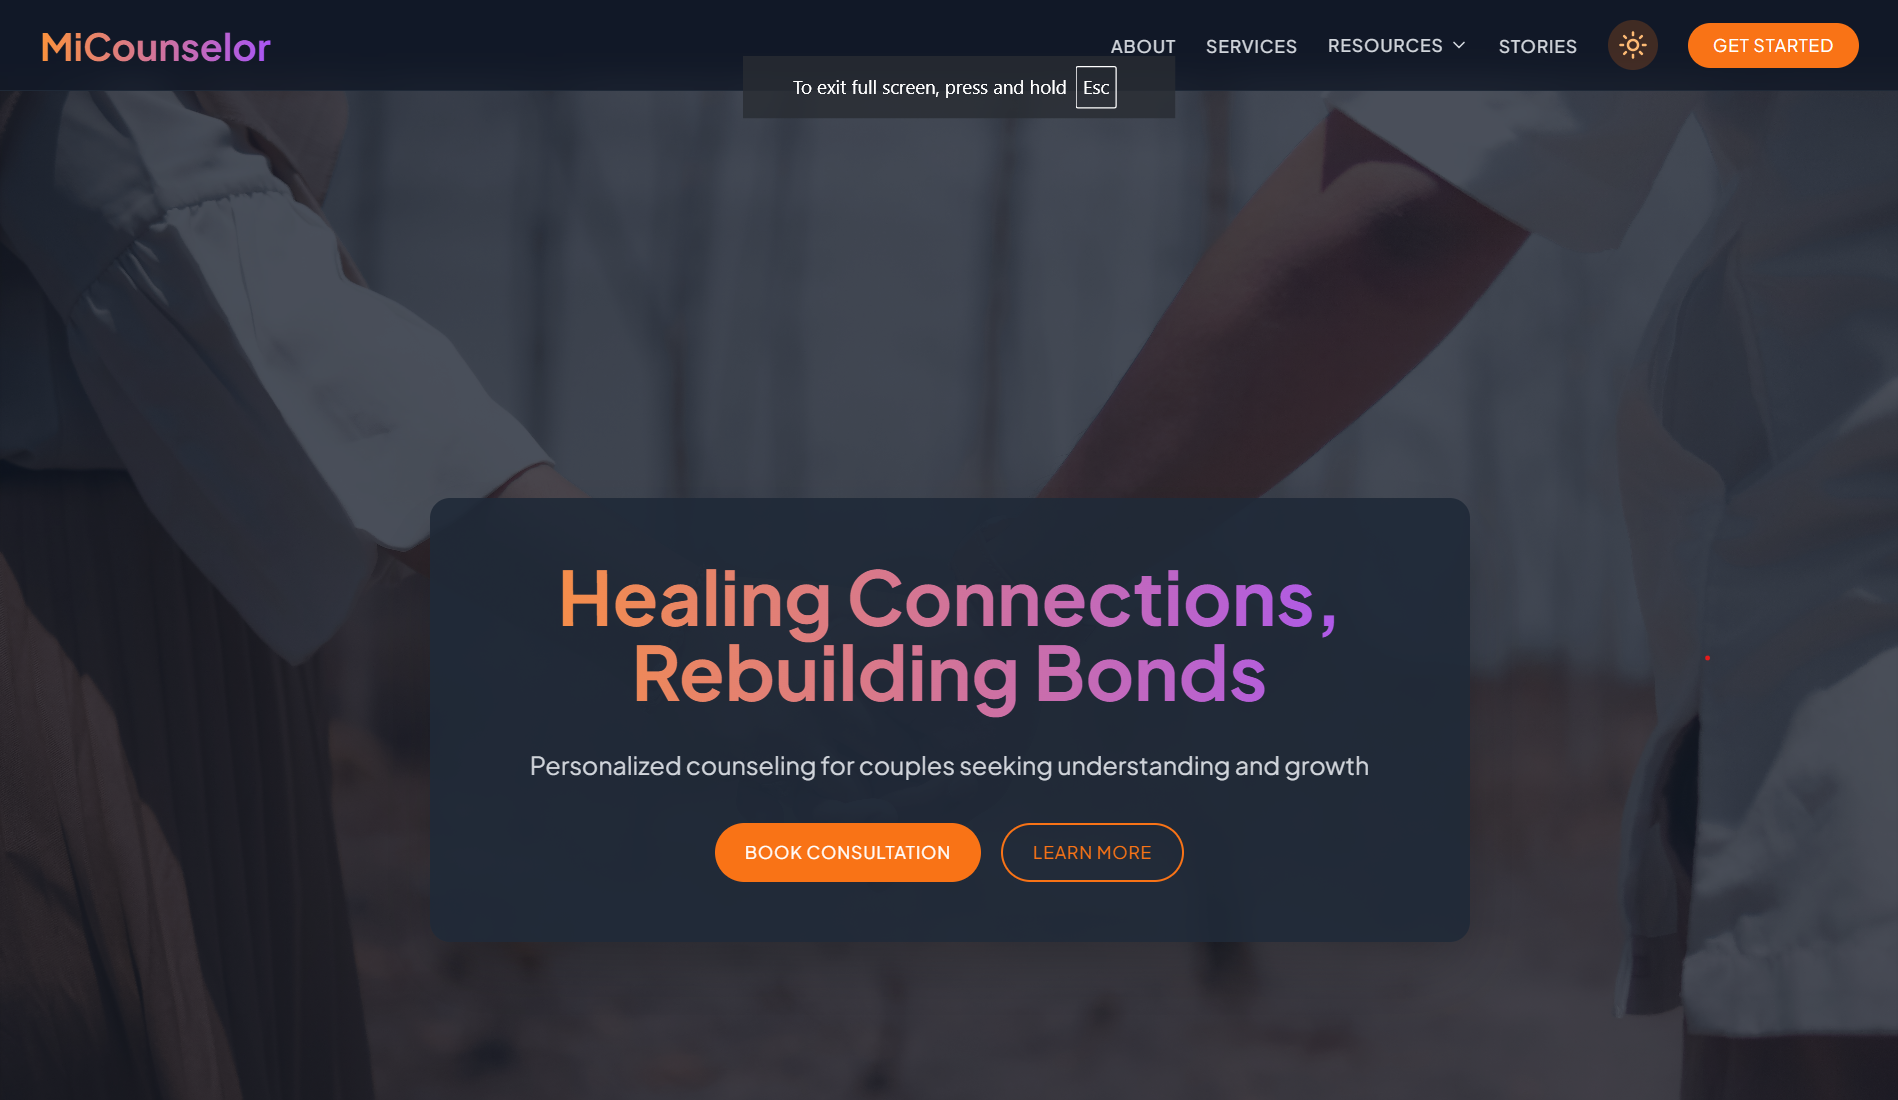 MiCounselor
ABOUT
SERVICES
RESOURCES
STORIES
GET STARTED
To exit full screen, press and hold Esc
Healing Connections,
Rebuilding Bonds
Personalized counseling for couples seeking understanding and growth
BOOK CONSULTATION
LEARN MORE